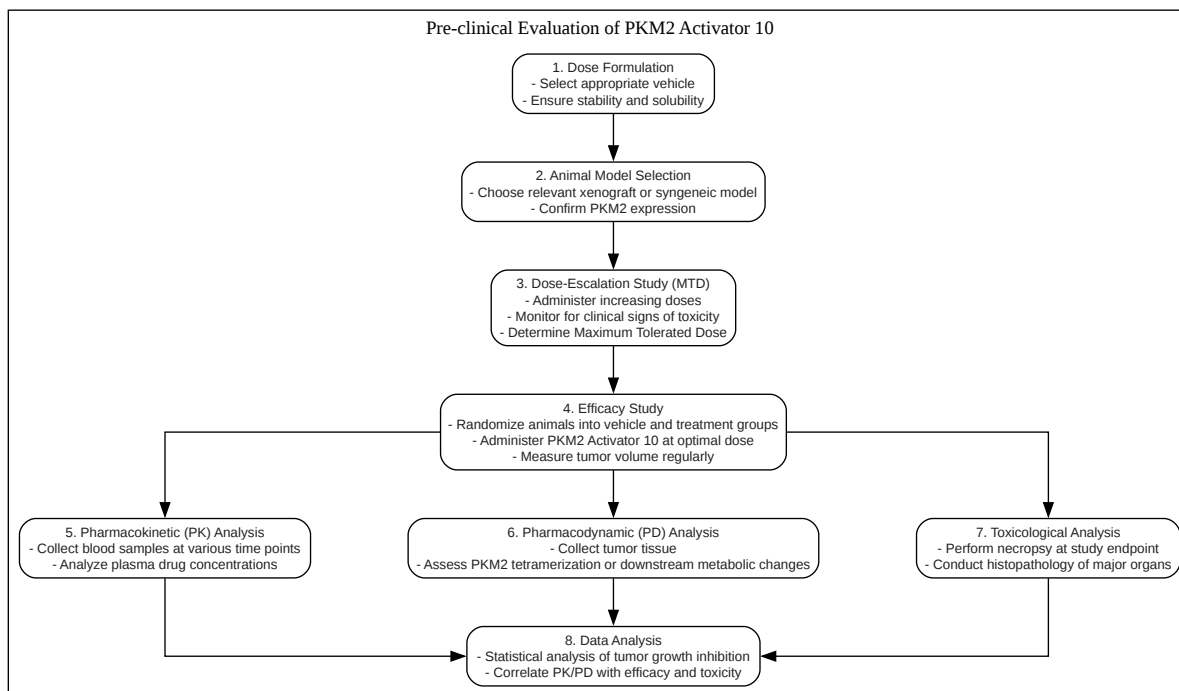 Pre-clinical Evaluation of PKM2 Activator 10
1. Dose Formulation
- Select appropriate vehicle
- Ensure stability and solubility
2. Animal Model Selection
- Choose relevant xenograft or syngeneic model
- Confirm PKM2 expression
3. Dose-Escalation Study (MTD)
- Administer increasing doses
- Monitor for clinical signs of toxicity
- Determine Maximum Tolerated Dose
4. Efficacy Study
- Randomize animals into vehicle and treatment groups
- Administer PKM2 Activator 10 at optimal dose
- Measure tumor volume regularly
5. Pharmacokinetic (PK) Analysis
- Collect blood samples at various time points
- Analyze plasma drug concentrations
6. Pharmacodynamic (PD) Analysis
- Collect tumor tissue
- Assess PKM2 tetramerization or downstream metabolic changes
7. Toxicological Analysis
- Perform necropsy at study endpoint
- Conduct histopathology of major organs
8. Data Analysis
- Statistical analysis of tumor growth inhibition
- Correlate PK/PD with efficacy and toxicity